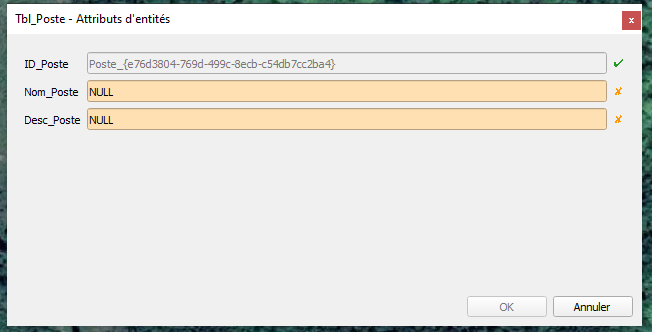 Tbl_Poste - Attributs d'entités
ID_Poste Poste_{e76d3804-769d-499c-8ecb-c54db7cc2ba4}
Nom_Poste NULL
Desc_Poste NULL
OK Annuler